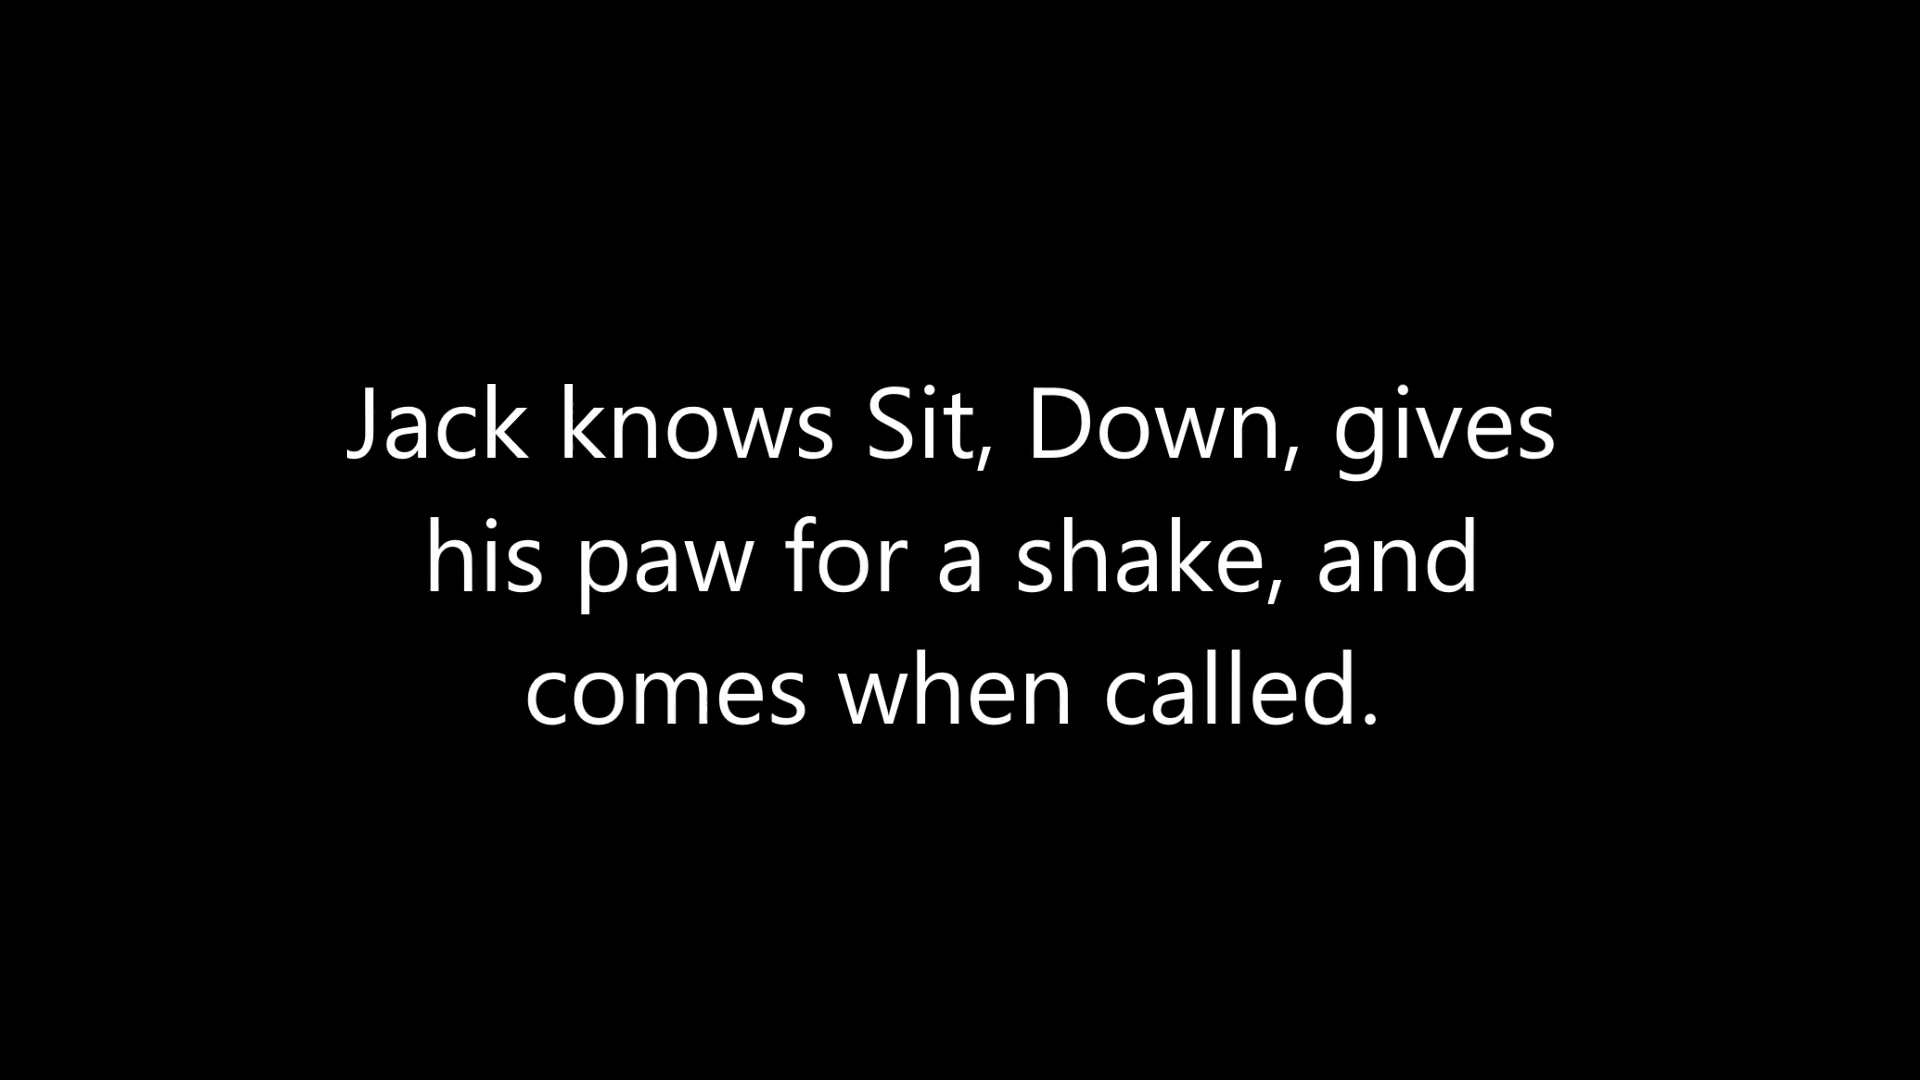 Jack knows Sit, Down, gives
his paw for a shake, and
comes when called.